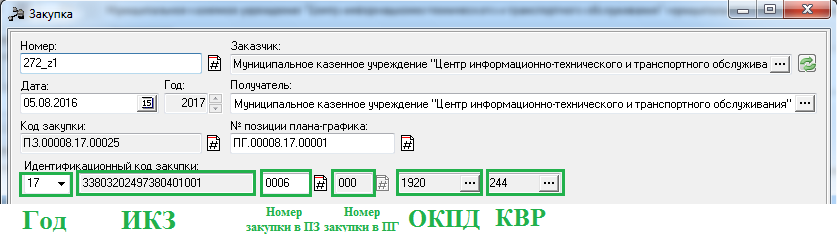 Закупка
Номер: Заказчик:
272_z1 Муниципальное казенное учреждение "Центр информационно-технического и транспортного обслужива
Дата: Год: Получатель:
05.08.2016 15 2017 Муниципальное казенное учреждение "Центр информационно-технического и транспортного обслуживания"
Код закупки: № позиции плана-графика:
ПЗ.00008.17.00025 ПГ.00008.17.00001
Идентификационный код закупки:
17 33803202497380401001 0006 000 1920 244
Год ИКЗ Номер закупки в ПЗ Номер закупки в ПГ ОКПД КВР